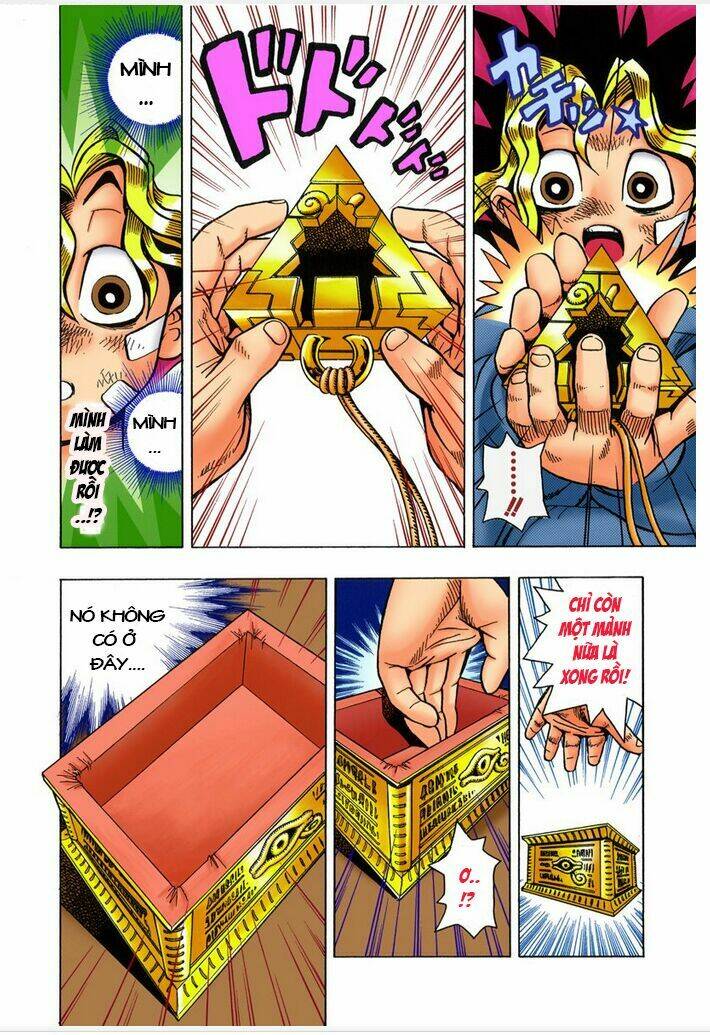 カチンッ☆
......!!
ドドドドド
MÌNH
...
MÌNH
...
MÌNH
LÀM
ĐƯỢC
RỒI
...!?
CHỈ CÒN
MỘT MẢNH
NỮA LÀ
XONG RỒI!
Ơ..
!?
NÓ KHÔNG
CÓ Ở
ĐÂY....